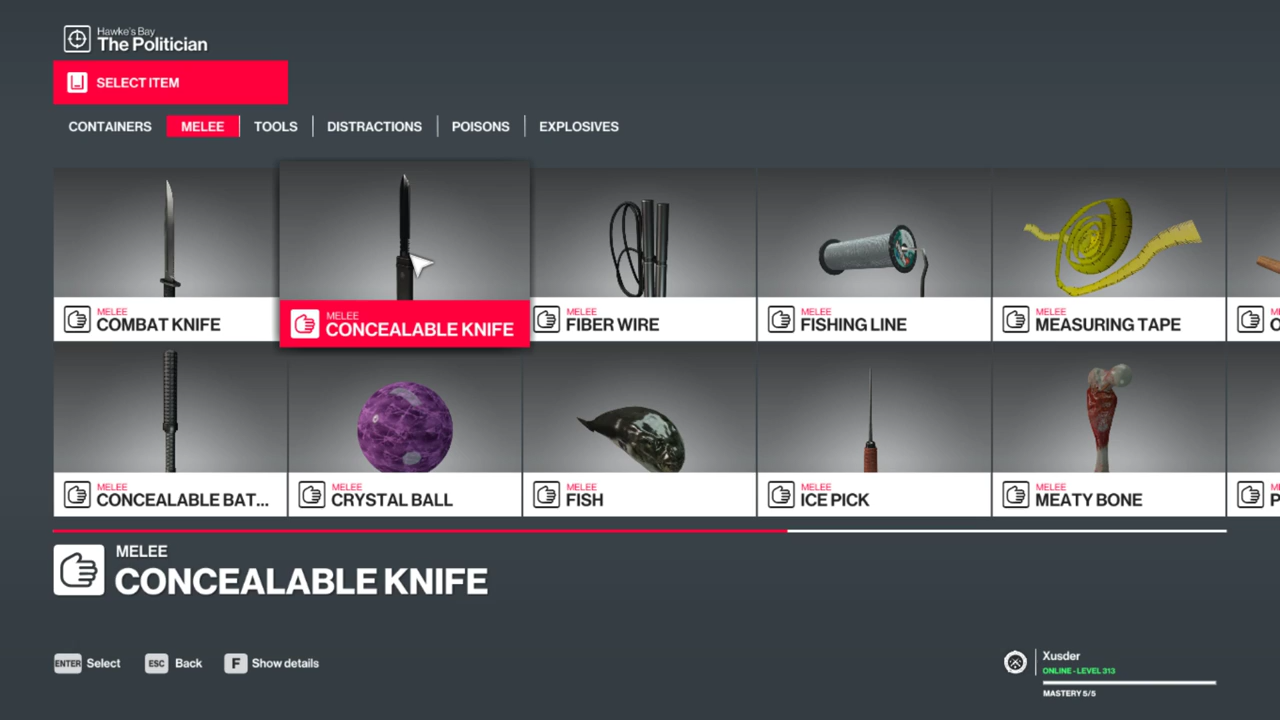 Hawke's Bay
The Politician
SELECT ITEM
CONTAINERS MELEE TOOLS DISTRACTIONS POISONS EXPLOSIVES
MELEE
COMBAT KNIFE
MELEE
CONCEALABLE KNIFE
MELEE
FIBER WIRE
MELEE
FISHING LINE
MELEE
MEASURING TAPE
MELEE
CONCEALABLE BAT...
MELEE
CRYSTAL BALL
MELEE
FISH
MELEE
ICE PICK
MELEE
MEATY BONE
MELEE
CONCEALABLE KNIFE
ENTER Select ESC Back F Show details
Xusder
ONLINE - LEVEL 313
MASTERY 5/5